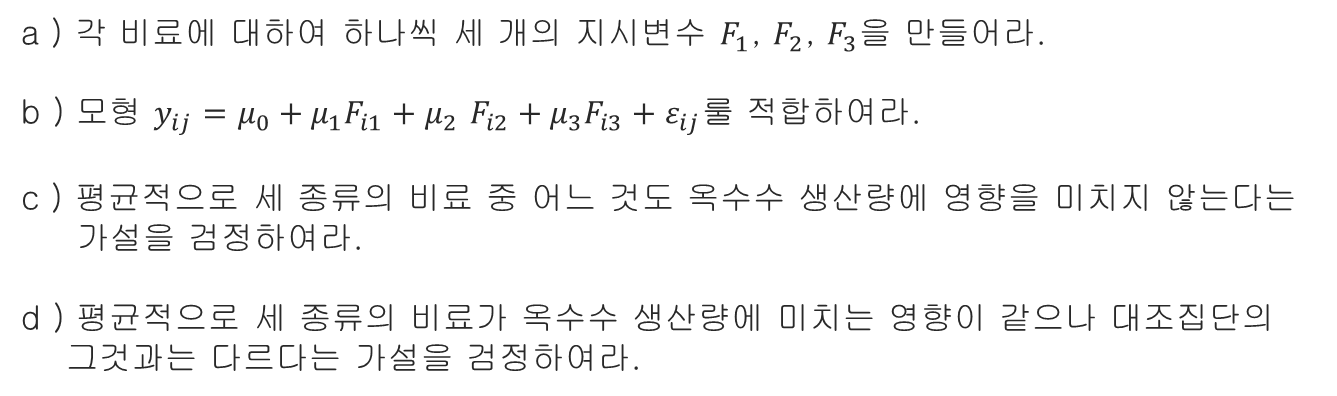 a ) 각 비료에 대하여 하나씩 세 개의 지시변수 F₁, F₂, F₃을 만들어라.
b ) 모형 yᵢⱼ = μ₀ + μ₁Fᵢ₁ + μ₂ Fᵢ₂ + μ₃Fᵢ₃ + εᵢⱼ룰 적합하여라.
c ) 평균적으로 세 종류의 비료 중 어느 것도 옥수수 생산량에 영향을 미치지 않는다는
가설을 검정하여라.
d ) 평균적으로 세 종류의 비료가 옥수수 생산량에 미치는 영향이 같으나 대조집단의
그것과는 다르다는 가설을 검정하여라.